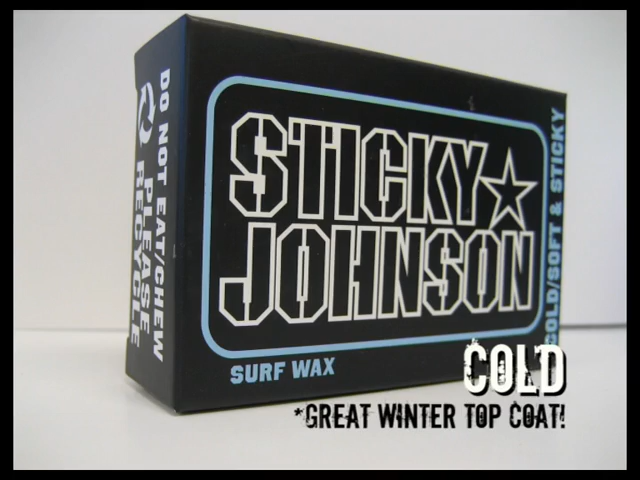 STICKY
JOHNSON
SURF WAX
COLD/SOFT & STICKY
DO NOT EAT/CHEW
PLEASE
RECYCLE
COLD
*GREAT WINTER TOP COAT!